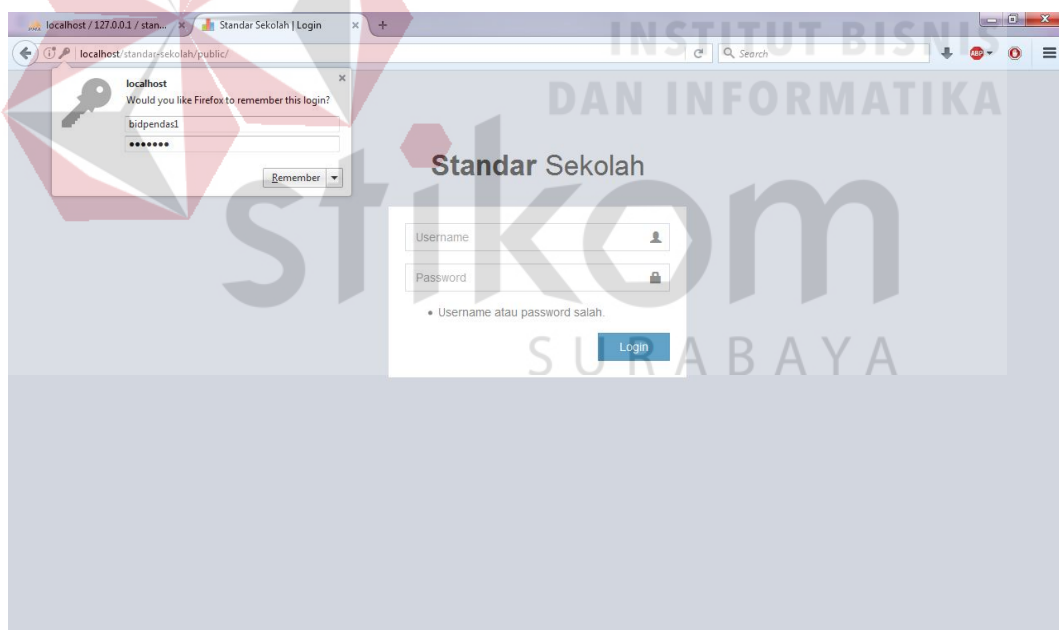 localhost / 127.0.0.1 / stan...
Standar Sekolah | Login
localhost/standar-sekolah/public/
Search
ABP
localhost
Would you like Firefox to remember this login?
bidpendas1
•••••••
Remember
INSTITUT BISNIS
DAN INFORMATIKA
stikom
SURABAYA
Standar Sekolah
Username
Password
• Username atau password salah.
Login